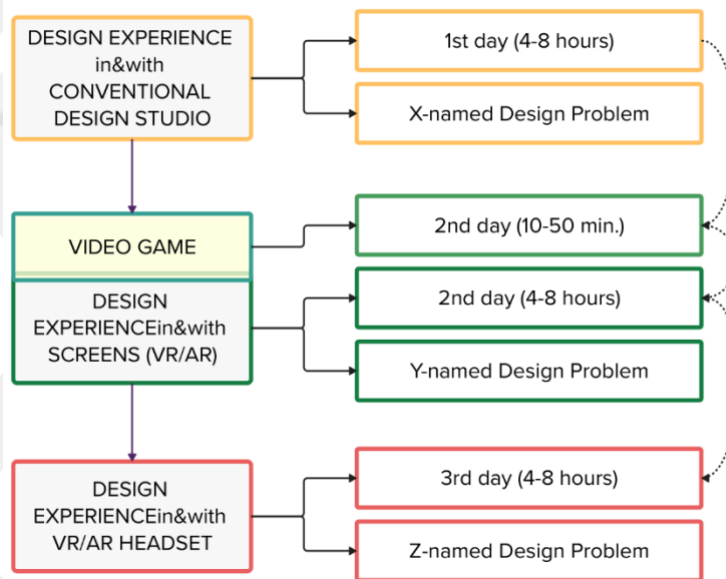 DESIGN EXPERIENCE
in&with
CONVENTIONAL
DESIGN STUDIO
1st day (4-8 hours)
X-named Design Problem
VIDEO GAME
2nd day (10-50 min.)
DESIGN
EXPERIENCEin&with
SCREENS (VR/AR)
2nd day (4-8 hours)
Y-named Design Problem
DESIGN
EXPERIENCEin&with
VR/AR HEADSET
3rd day (4-8 hours)
Z-named Design Problem